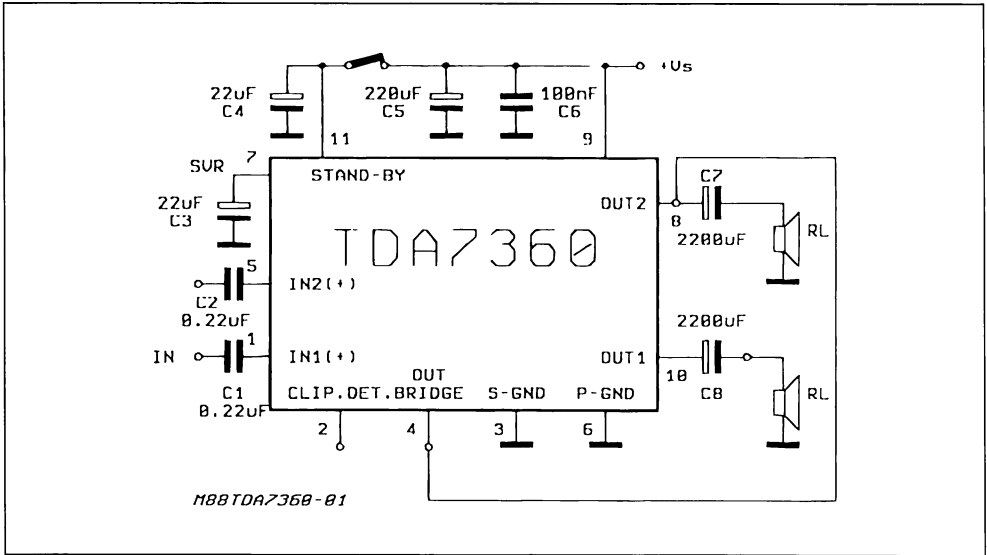 +Vs
22uF
C4
220uF
C5
100nF
C6
11
9
SVR
7
STAND-BY
22uF
C3
OUT2
8
C7
2200uF
RL
TDA7360
5
IN2(+)
C2
0.22uF
IN
1
IN1(+)
C1
0.22uF
2200uF
OUT1
10
C8
RL
OUT
CLIP.DET.BRIDGE
S-GND
P-GND
2
4
3
6
M88TDA7360-01